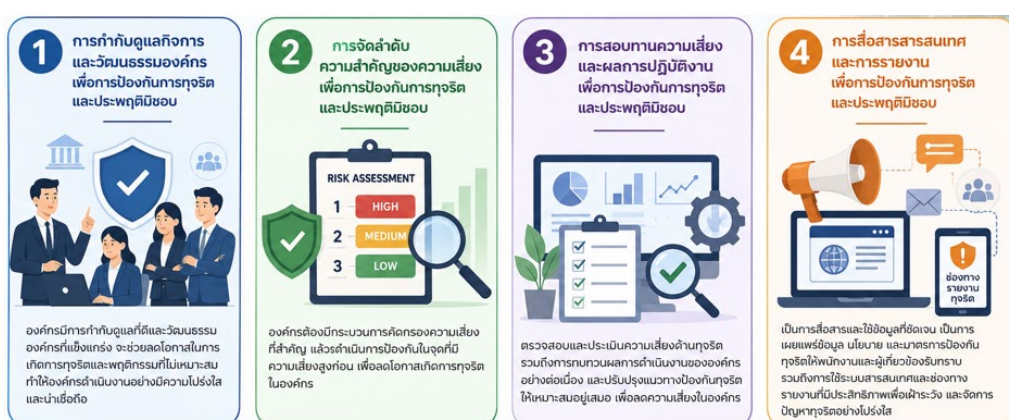 1
การกำกับดูแลกิจการ
และวัฒนธรรมองค์กร
เพื่อการป้องกันการทุจริต
และประพฤติมิชอบ
องค์กรมีการกำกับดูแลที่ดีและวัฒนธรรม
องค์กรที่แข็งแกร่ง จะช่วยลดโอกาสในการ
เกิดการทุจริตและพฤติกรรมที่ไม่เหมาะสม
ทำให้องค์กรดำเนินงานอย่างมีความโปร่งใส
และน่าเชื่อถือ
2
การจัดลำดับ
ความสำคัญของความเสี่ยง
เพื่อการป้องกันการทุจริต
และประพฤติมิชอบ
RISK ASSESSMENT
1 HIGH
2 MEDIUM
3 LOW
องค์กรต้องมีกระบวนการคัดกรองความเสี่ยง
ที่สำคัญ แล้วดำเนินการป้องกันในจุดที่มี
ความเสี่ยงสูงก่อน เพื่อลดโอกาสเกิดการทุจริต
ในองค์กร
3
การสอบทานความเสี่ยง
และผลการปฏิบัติงาน
เพื่อการป้องกันการทุจริต
และประพฤติมิชอบ
ตรวจสอบและประเมินความเสี่ยงด้านทุจริต
รวมถึงการทบทวนผลการดำเนินงานขององค์กร
อย่างต่อเนื่อง และปรับปรุงแนวทางป้องกันทุจริต
ให้เหมาะสมอยู่เสมอ เพื่อลดความเสี่ยงในองค์กร
4
การสื่อสารสารสนเทศ
และการรายงาน
เพื่อการป้องกันการทุจริต
และประพฤติมิชอบ
ช่องทาง
รายงาน
ทุจริต
เป็นการสื่อสารและใช้ข้อมูลที่ชัดเจน เป็นการ
เผยแพร่ข้อมูล นโยบาย และมาตรการป้องกัน
ทุจริตให้พนักงานและผู้เกี่ยวข้องรับทราบ
รวมถึงการใช้ระบบสารสนเทศและช่องทาง
รายงานที่มีประสิทธิภาพเพื่อเฝ้าระวัง และจัดการ
ปัญหาทุจริตอย่างโปร่งใส